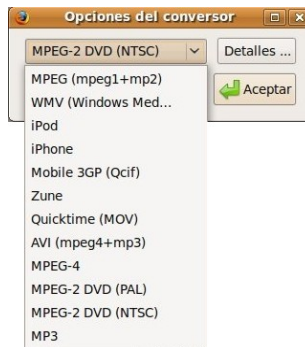 Opciones del conversor
MPEG-2 DVD (NTSC)
Detalles ...
Aceptar
MPEG (mpeg1+mp2)
WMV (Windows Med...
iPod
iPhone
Mobile 3GP (Qcif)
Zune
Quicktime (MOV)
AVI (mpeg4+mp3)
MPEG-4
MPEG-2 DVD (PAL)
MPEG-2 DVD (NTSC)
MP3